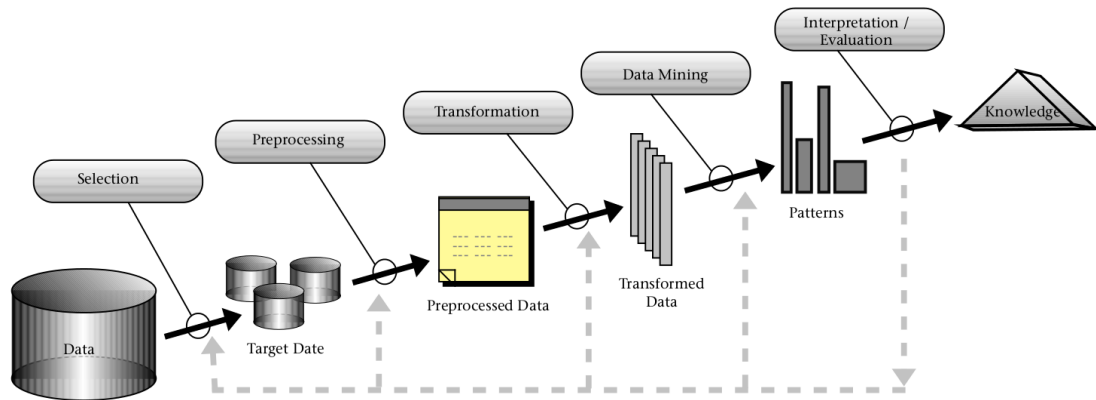 Interpretation /
Evaluation
Data Mining
Transformation
Preprocessing
Selection
Data
Target Date
Preprocessed Data
Transformed
Data
Patterns
Knowledge